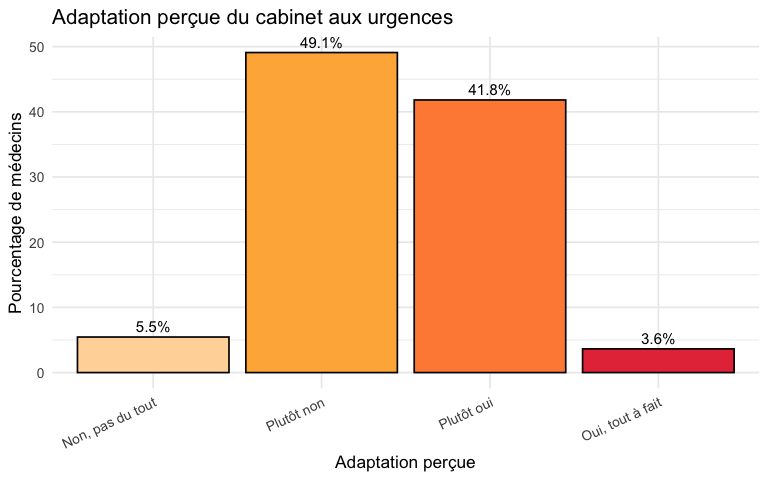 Adaptation perçue du cabinet aux urgences
Pourcentage de médecins
50
40
30
20
10
0
5.5%
49.1%
41.8%
3.6%
Non, pas du tout
Plutôt non
Plutôt oui
Oui, tout à fait
Adaptation perçue